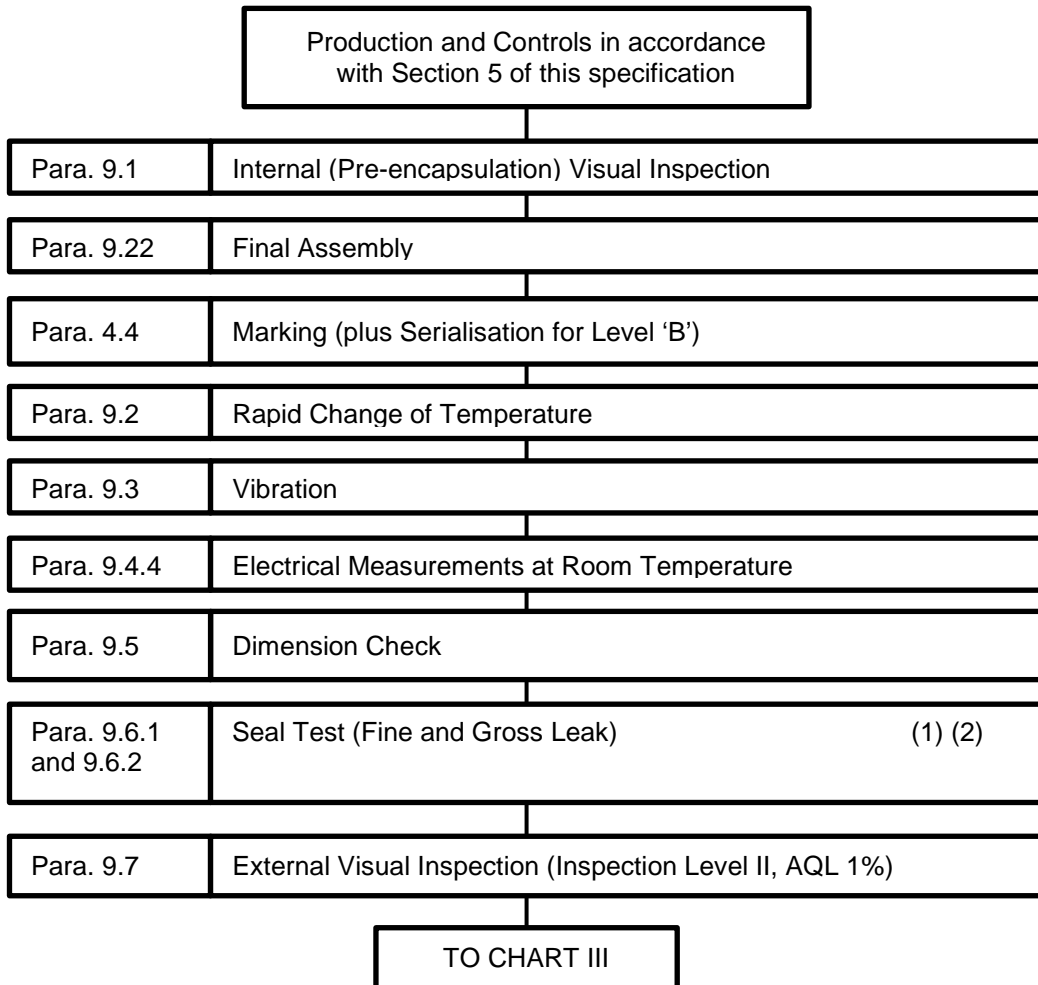 Production and Controls in accordance
with Section 5 of this specification
Para. 9.1 Internal (Pre-encapsulation) Visual Inspection
Para. 9.22 Final Assembly
Para. 4.4 Marking (plus Serialisation for Level ‘B’)
Para. 9.2 Rapid Change of Temperature
Para. 9.3 Vibration
Para. 9.4.4 Electrical Measurements at Room Temperature
Para. 9.5 Dimension Check
Para. 9.6.1 Seal Test (Fine and Gross Leak) (1) (2)
and 9.6.2
Para. 9.7 External Visual Inspection (Inspection Level II, AQL 1%)
TO CHART III